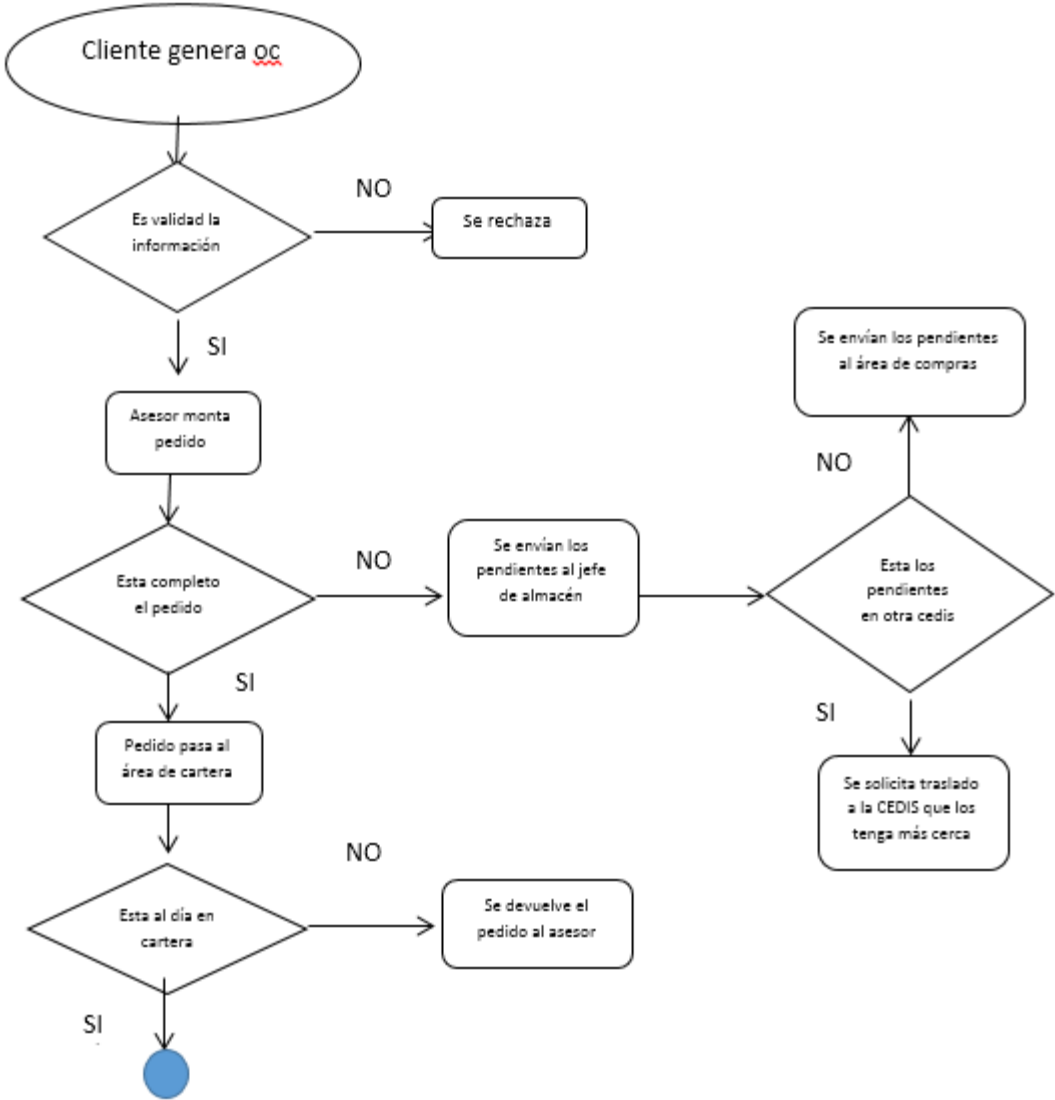 Cliente genera oc
Es validad la
información
NO
Se rechaza
SI
Asesor monta
pedido
Esta completo
el pedido
NO
Se envían los
pendientes al jefe
de almacén
Esta los
pendientes
en otra cedis
NO
Se envían los pendientes
al área de compras
SI
Se solicita traslado
a la CEDIS que los
tenga más cerca
SI
Pedido pasa al
área de cartera
Esta al día en
cartera
NO
Se devuelve el
pedido al asesor
SI